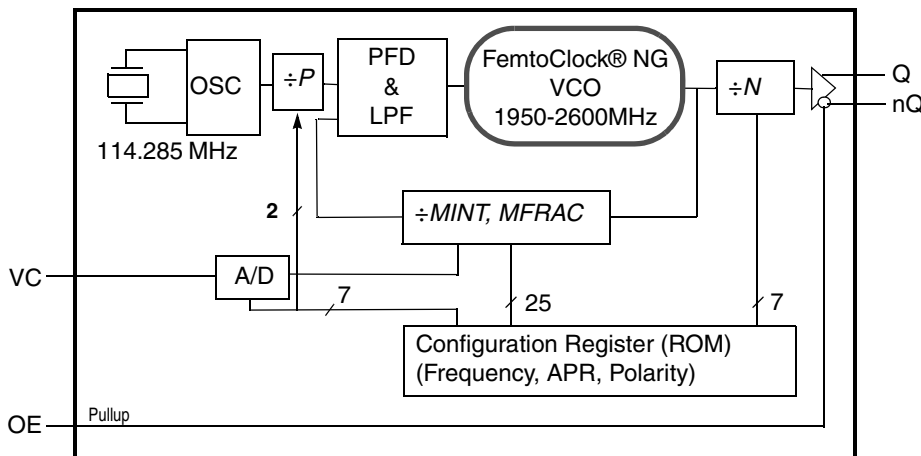 OSC
÷P
PFD
&
LPF
FemtoClock® NG
VCO
1950-2600MHz
÷N
Q
nQ
114.285 MHz
2
÷MINT, MFRAC
VC
A/D
7
25
7
Configuration Register (ROM)
(Frequency, APR, Polarity)
OE
Pullup